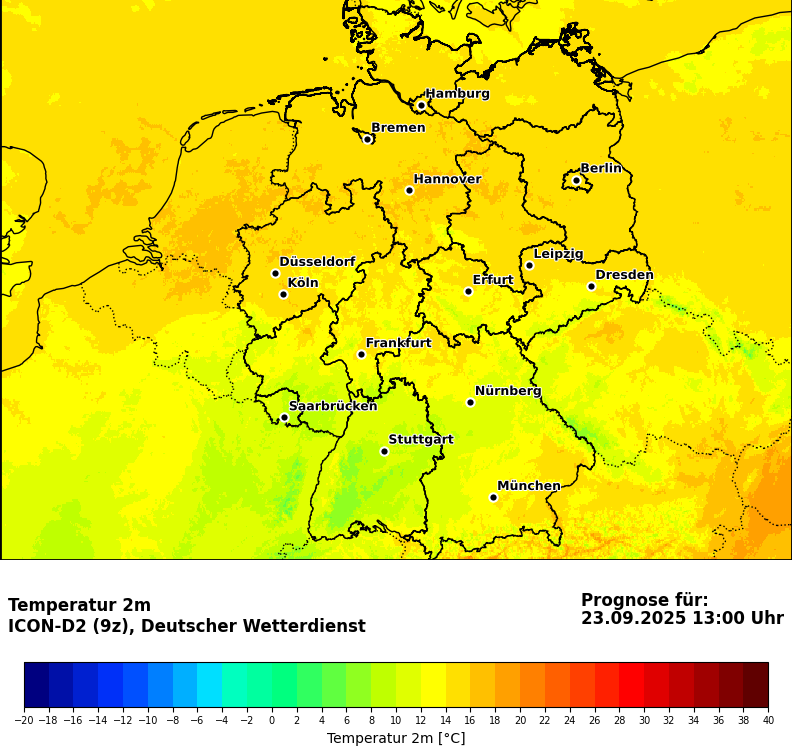 Hamburg
Bremen
Berlin
Hannover
Leipzig
Düsseldorf
Dresden
Köln
Erfurt
Frankfurt
Nürnberg
Saarbrücken
Stuttgart
München
Temperatur 2m
ICON-D2 (9z), Deutscher Wetterdienst
Prognose für:
23.09.2025 13:00 Uhr
−20 −18 −16 −14 −12 −10 −8 −6 −4 −2 0 2 4 6 8 10 12 14 16 18 20 22 24 26 28 30 32 34 36 38 40
Temperatur 2m [°C]